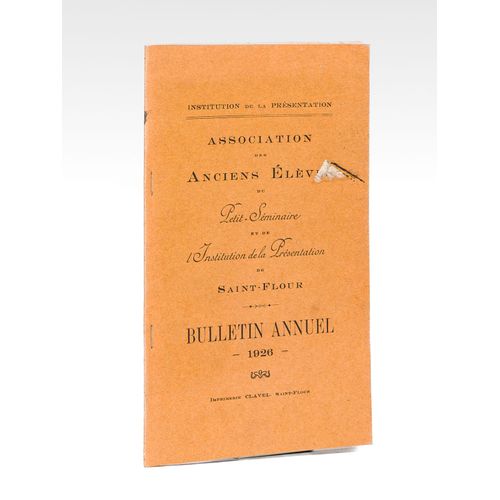 INSTITUTION DE LA PRÉSENTATION
ASSOCIATION
DES
ANCIENS ÉLÈV
DU
Petit-Séminaire
ET DE
l'Institution de la Présentation
DE
SAINT-FLOUR
BULLETIN ANNUEL
- 1926 -
IMPRIMERIE CLAVEL SAINT-FLOUR